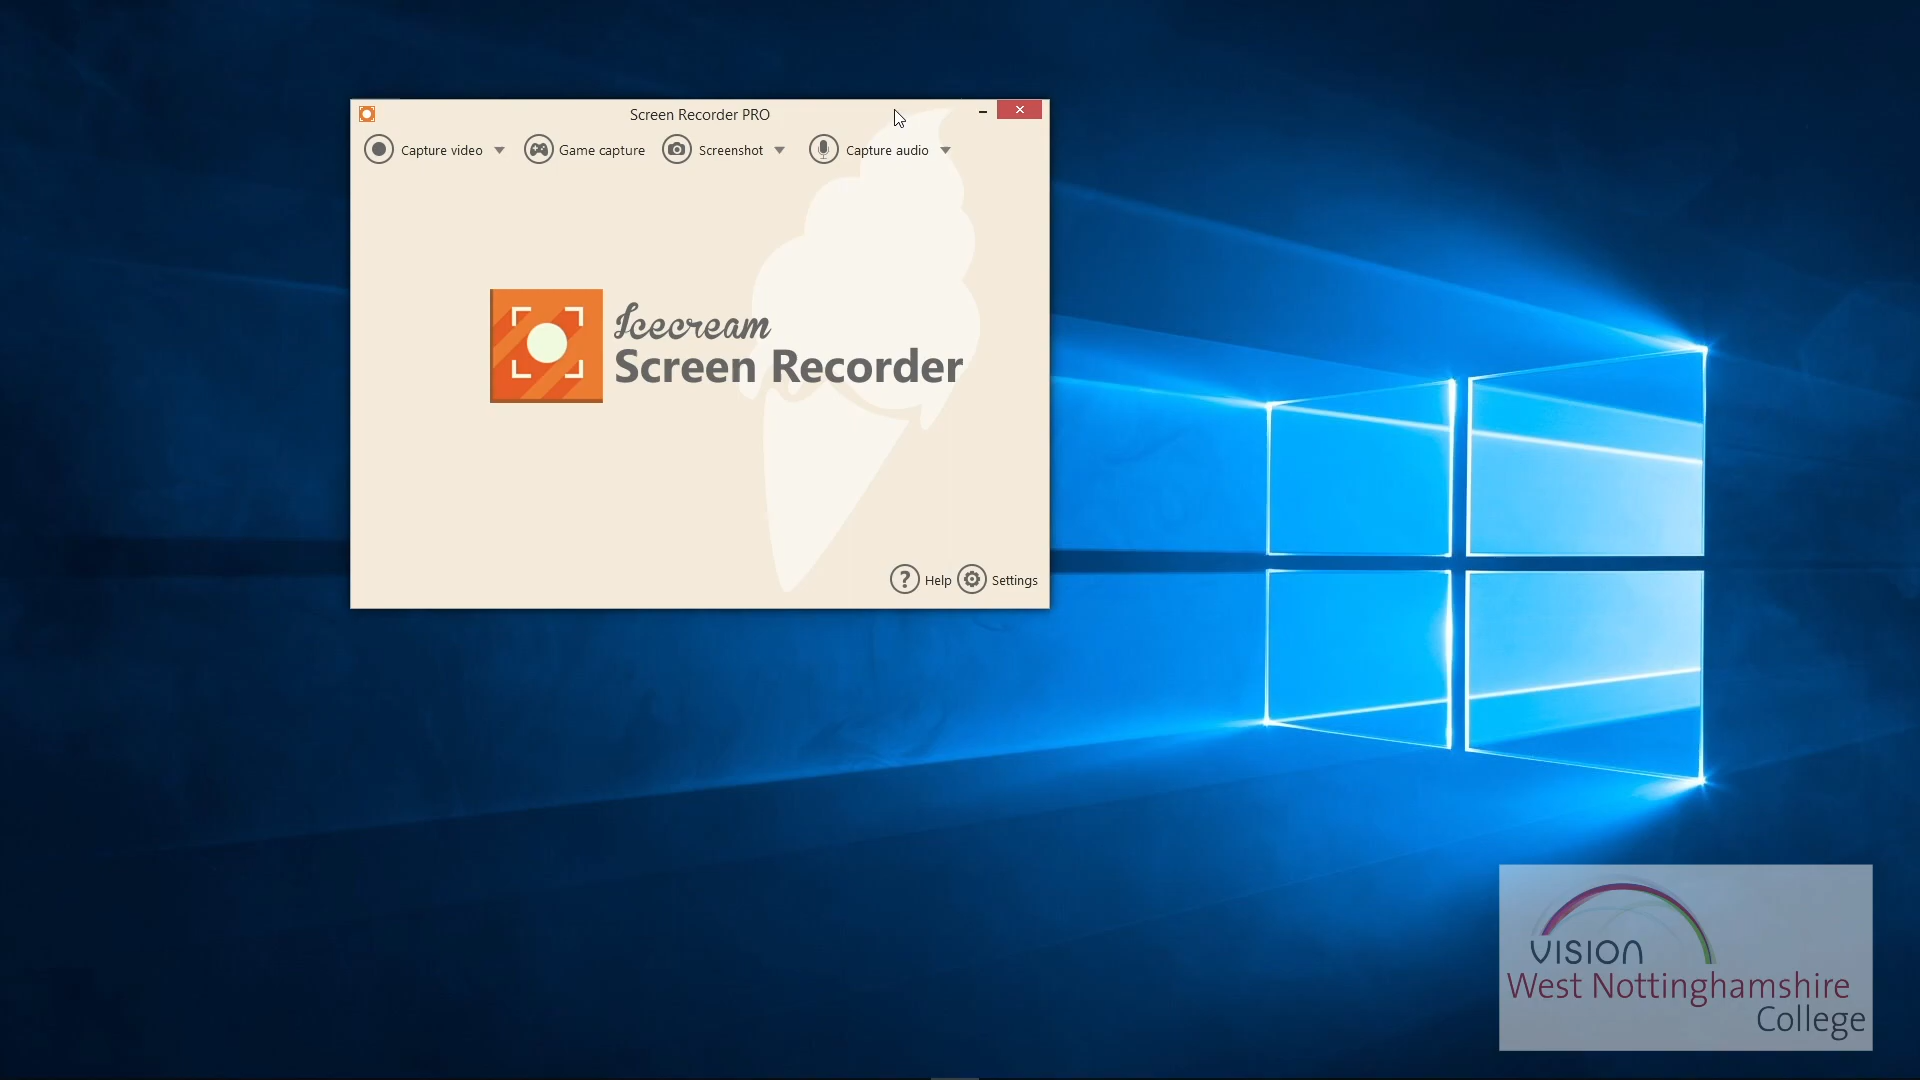 Screen Recorder PRO
Capture video
Game capture
Screenshot
Capture audio
Icecream
Screen Recorder
? Help
Settings
VISION
West Nottinghamshire
College